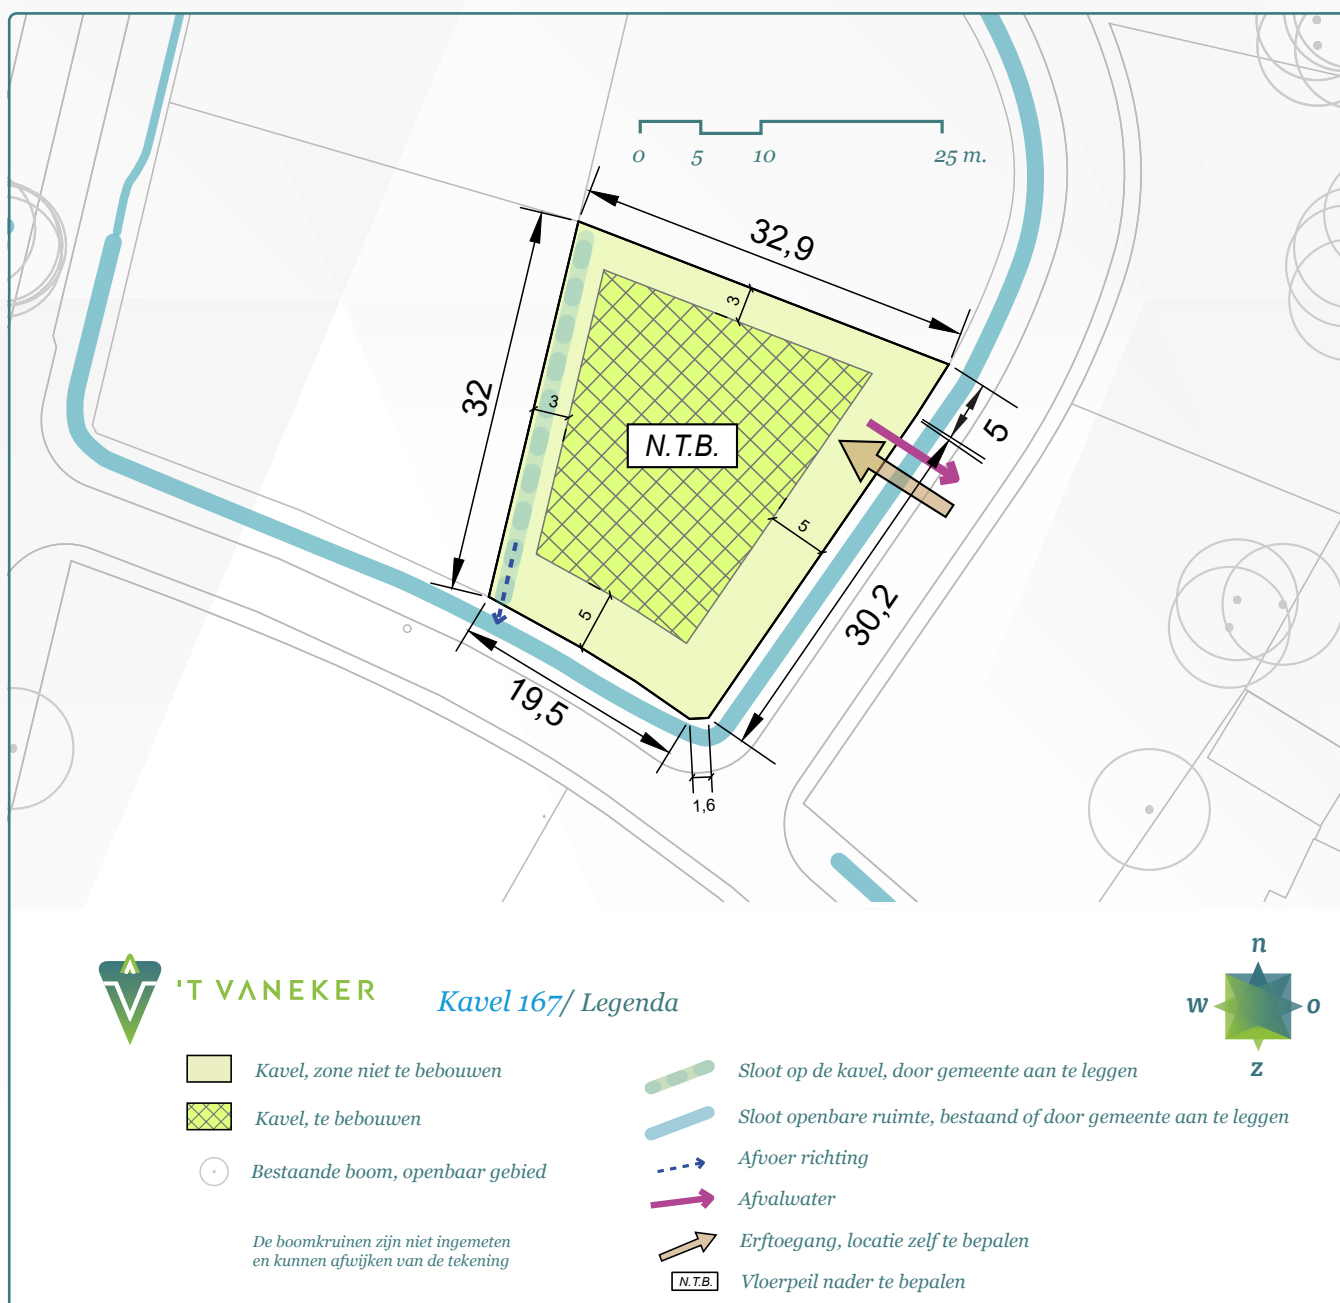 0 5 10 25 m.
32,9
3
32
3
N.T.B.
5
5
5
30,2
19,5
1,6
'T VANEKER
Kavel 167/ Legenda
n
w o
z
Kavel, zone niet te bebouwen
Kavel, te bebouwen
Bestaande boom, openbaar gebied
De boomkruinen zijn niet ingemeten
en kunnen afwijken van de tekening
Sloot op de kavel, door gemeente aan te leggen
Sloot openbare ruimte, bestaand of door gemeente aan te leggen
Afvoer richting
Afvalwater
Erftoegang, locatie zelf te bepalen
N.T.B. Vloerpeil nader te bepalen